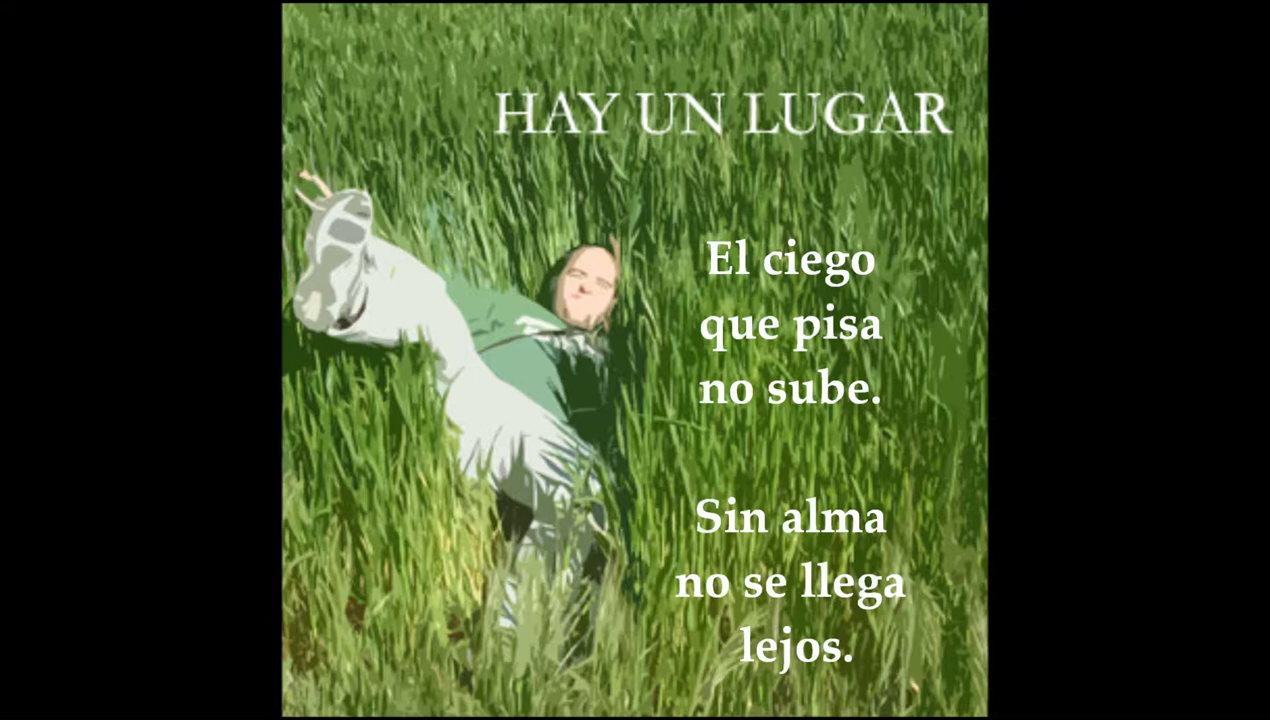 HAY UN LUGAR
El ciego
que pisa
no sube.
Sin alma
no se llega
lejos.